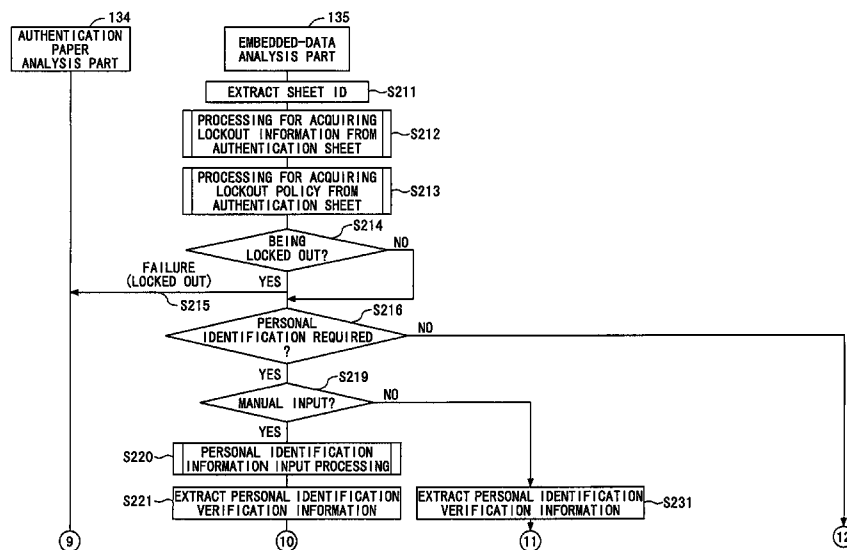 134
135
AUTHENTICATION
PAPER
ANALYSIS PART
EMBEDDED-DATA
ANALYSIS PART
EXTRACT SHEET ID
S211
PROCESSING FOR ACQUIRING
LOCKOUT INFORMATION FROM
AUTHENTICATION SHEET
S212
PROCESSING FOR ACQUIRING
LOCKOUT POLICY FROM
AUTHENTICATION SHEET
S213
S214
BEING
LOCKED OUT?
NO
FAILURE
(LOCKED OUT)
YES
S215
S216
PERSONAL
IDENTIFICATION REQUIRED
?
NO
YES
S219
MANUAL INPUT?
NO
YES
S220
PERSONAL IDENTIFICATION
INFORMATION INPUT PROCESSING
S221
EXTRACT PERSONAL IDENTIFICATION
VERIFICATION INFORMATION
EXTRACT PERSONAL IDENTIFICATION
VERIFICATION INFORMATION
S231
9
10
11
12